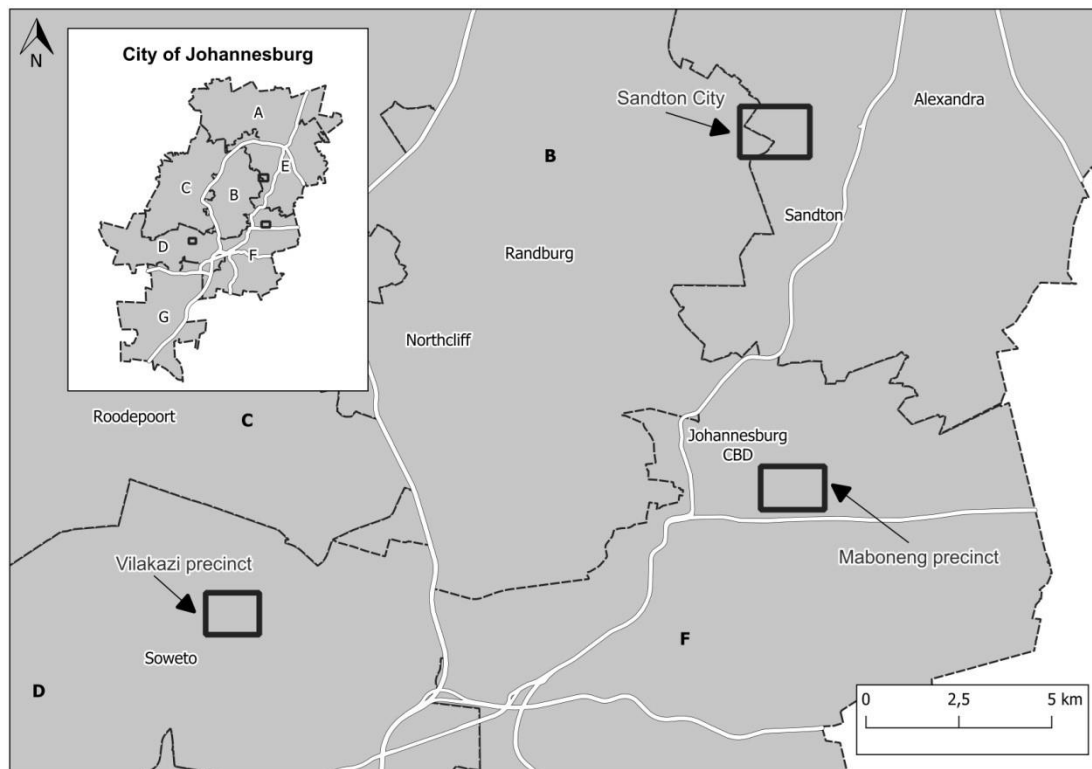 N
City of Johannesburg
A
E
C
B
D
F
G
Sandton City
Alexandra
B
Sandton
Randburg
Northcliff
Roodepoort
C
Johannesburg
CBD
Vilakazi precinct
Maboneng precinct
F
Soweto
D
0 2,5 5 km